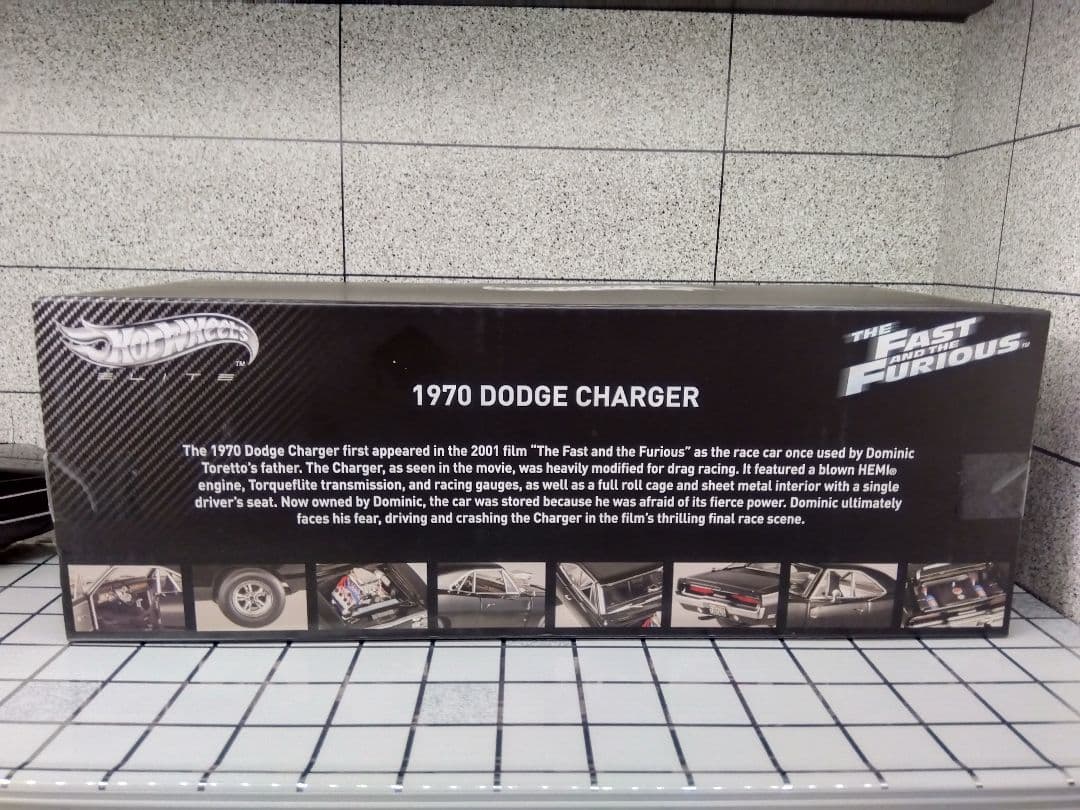 HOT WHEELS™
ELITE
THE FAST AND THE FURIOUS™
1970 DODGE CHARGER
The 1970 Dodge Charger first appeared in the 2001 film "The Fast and the Furious" as the race car once used by Dominic
Toretto's father. The Charger, as seen in the movie, was heavily modified for drag racing. It featured a blown HEMI®
engine, Torqueflite transmission, and racing gauges, as well as a full roll cage and sheet metal interior with a single
driver's seat. Now owned by Dominic, the car was stored because he was afraid of its fierce power. Dominic ultimately
faces his fear, driving and crashing the Charger in the film's thrilling final race scene.